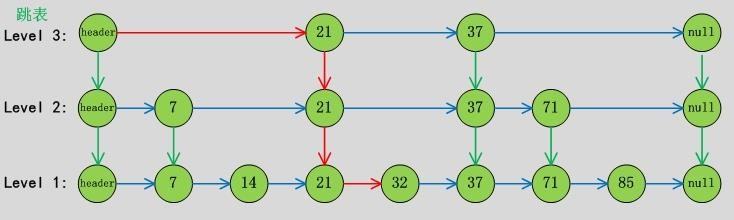 跳表
Level 3: header 21 37 null
Level 2: header 7 21 37 71 null
Level 1: header 7 14 21 32 37 71 85 null